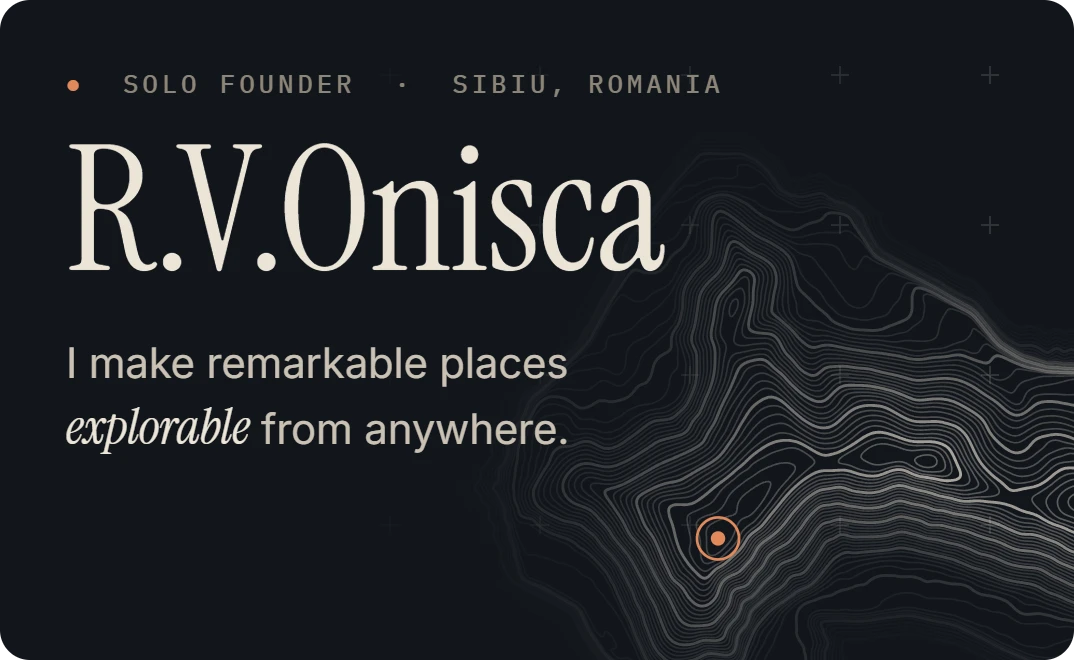 SOLO FOUNDER · SIBIU, ROMANIA
R.V.Onisca
I make remarkable places
explorable from anywhere.